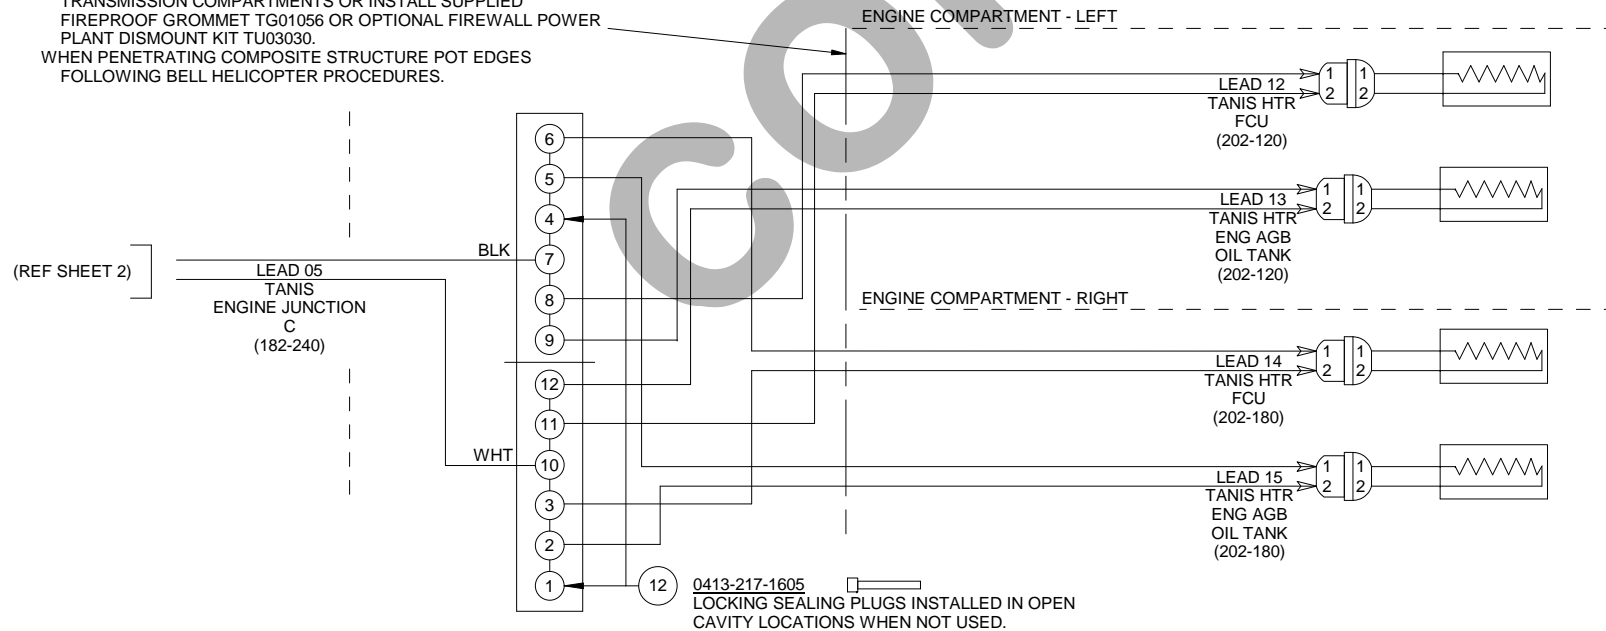 TRANSMISSION COMPARTMENTS OR INSTALL SUPPLIED
FIREPROOF GROMMET TG01056 OR OPTIONAL FIREWALL POWER
PLANT DISMOUNT KIT TU03030.
WHEN PENETRATING COMPOSITE STRUCTURE POT EDGES
FOLLOWING BELL HELICOPTER PROCEDURES.
ENGINE COMPARTMENT - LEFT
1 1
2 2
LEAD 12
TANIS HTR
FCU
(202-120)
1 1
2 2
LEAD 13
TANIS HTR
ENG AGB
OIL TANK
(202-120)
6
5
4
7
8
9
12
11
10
3
2
1
BLK
WHT
(REF SHEET 2)
LEAD 05
TANIS
ENGINE JUNCTION
C
(182-240)
ENGINE COMPARTMENT - RIGHT
1 1
2 2
LEAD 14
TANIS HTR
FCU
(202-180)
1 1
2 2
LEAD 15
TANIS HTR
ENG AGB
OIL TANK
(202-180)
12
0413-217-1605
LOCKING SEALING PLUGS INSTALLED IN OPEN
CAVITY LOCATIONS WHEN NOT USED.